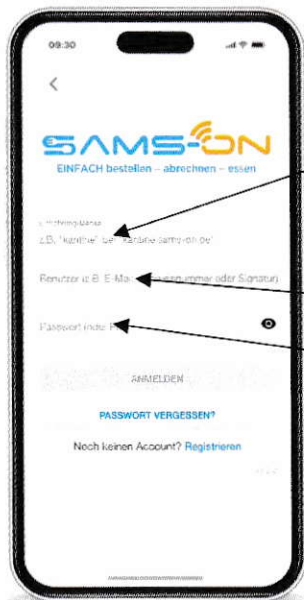 09:30
SAMS-ON
EINFACH bestellen – abrechnen – essen
z.B. "kantine" bei "kantine.sams-on.de"
Benutzer (z.B. E-Mail, oder Signatur)
Passwort (oder
ANMELDEN
PASSWORT VERGESSEN?
Noch keinen Account? Registrieren